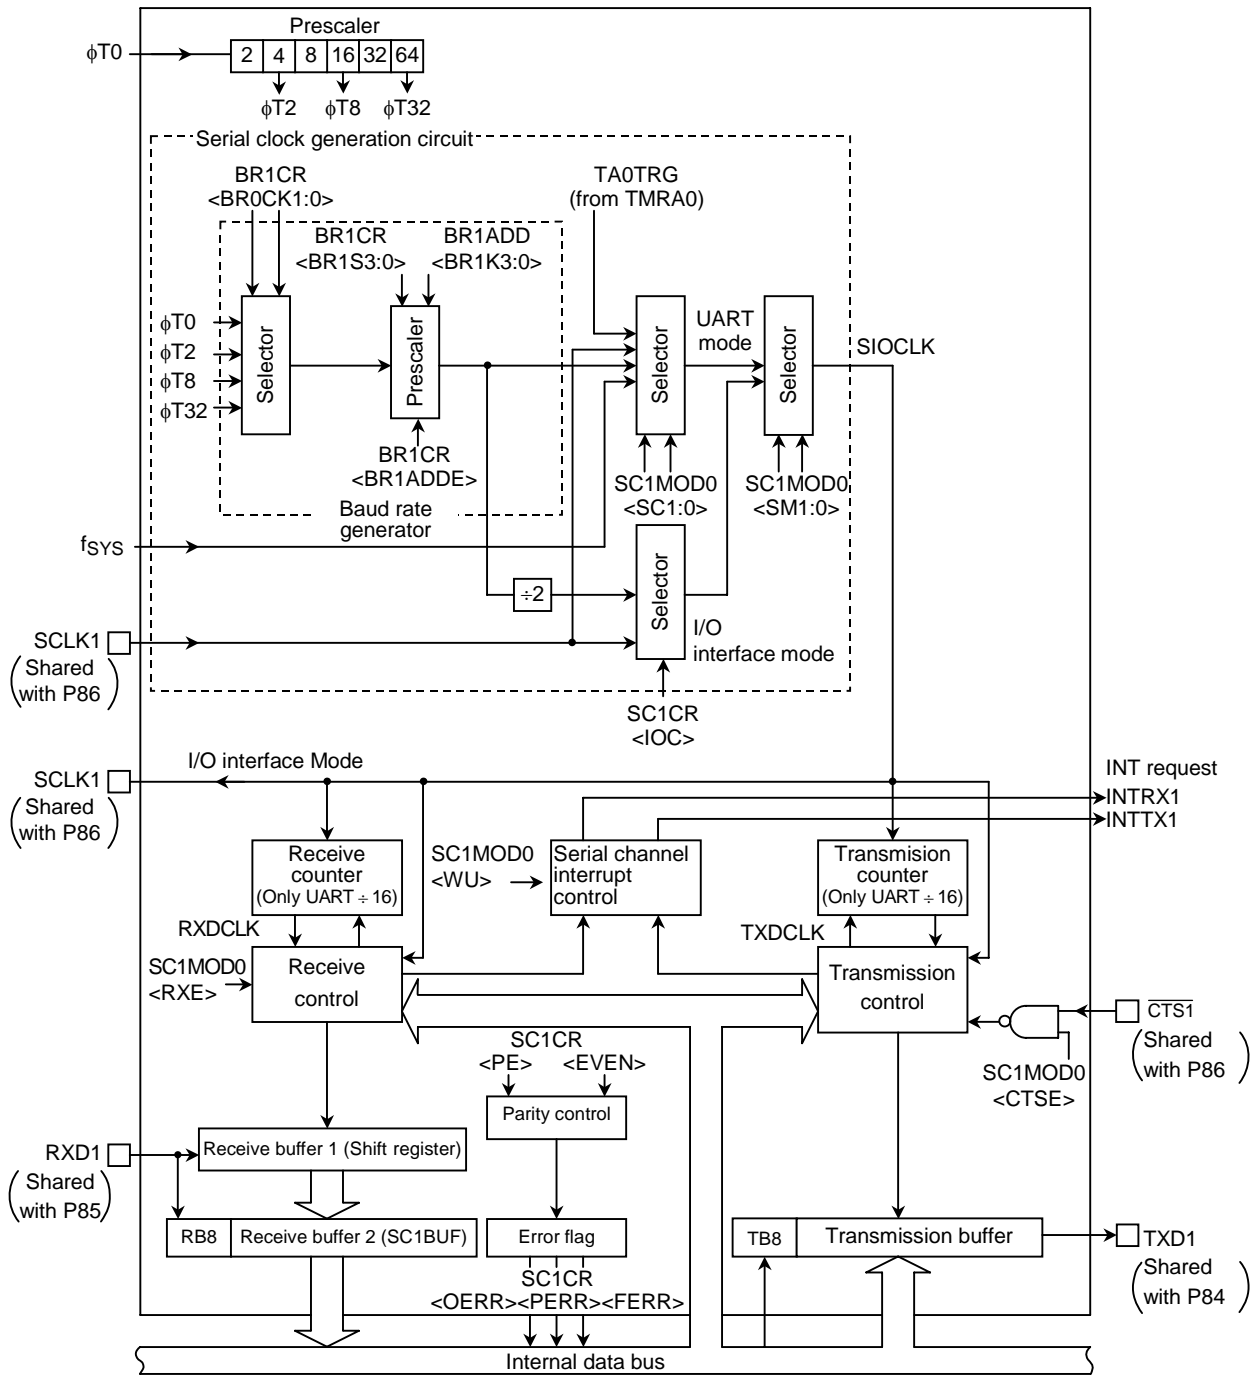 Prescaler
ϕT0
2 4 8 16 32 64
ϕT2 ϕT8 ϕT32
Serial clock generation circuit
BR1CR
<BR0CK1:0>
TA0TRG
(from TMRA0)
BR1CR
<BR1S3:0>
BR1ADD
<BR1K3:0>
ϕT0
ϕT2
ϕT8
ϕT32
Selector
Prescaler
Selector
UART
mode
Selector
SIOCLK
BR1CR
<BR1ADDE>
SC1MOD0
<SC1:0>
SC1MOD0
<SM1:0>
Baud rate
generator
fSYS
÷2
Selector
I/O
interface mode
SCLK1
(Shared
with P86)
SC1CR
<IOC>
I/O interface Mode
SCLK1
(Shared
with P86)
INT request
INTRX1
INTTX1
Receive
counter
(Only UART ÷ 16)
SC1MOD0
<WU>
Serial channel
interrupt
control
Transmision
counter
(Only UART ÷ 16)
RXDCLK
TXDCLK
SC1MOD0
<RXE>
Receive
control
Transmission
control
CTS1
(Shared
with P86)
SC1MOD0
<CTSE>
SC1CR
<PE> <EVEN>
Parity control
RXD1
(Shared
with P85)
Receive buffer 1 (Shift register)
RB8 Receive buffer 2 (SC1BUF)
Error flag
SC1CR
<OERR><PERR><FERR>
TB8 Transmission buffer
TXD1
(Shared
with P84)
Internal data bus